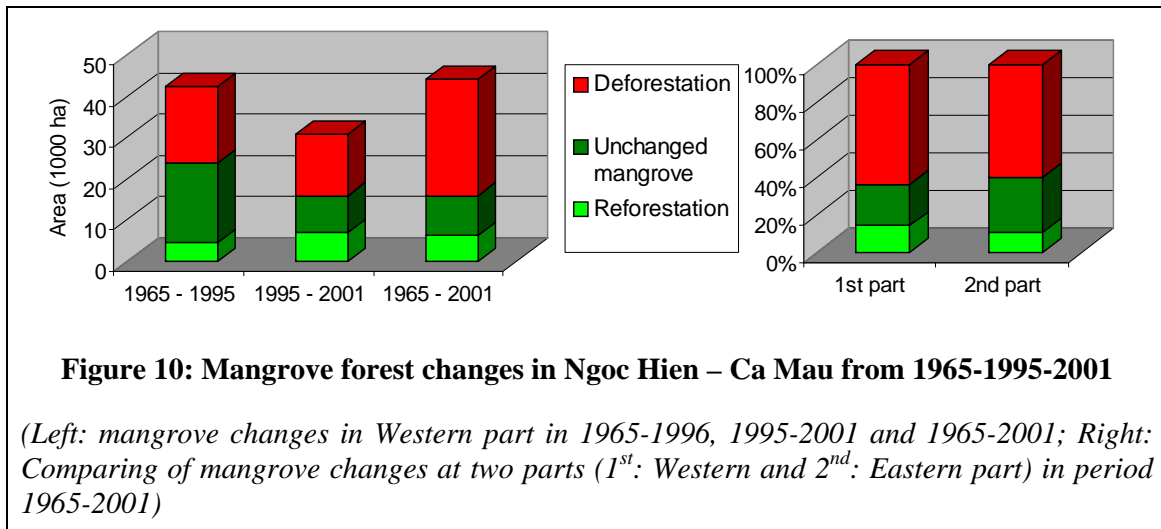 50
40
30
20
10
0
Area (1000 ha)
1965 - 1995
1995 - 2001
1965 - 2001
Deforestation
Unchanged
mangrove
Reforestation
100%
80%
60%
40%
20%
0%
1st part
2nd part
Figure 10: Mangrove forest changes in Ngoc Hien – Ca Mau from 1965-1995-2001
(Left: mangrove changes in Western part in 1965-1996, 1995-2001 and 1965-2001; Right:
Comparing of mangrove changes at two parts (1st: Western and 2nd: Eastern part) in period
1965-2001)